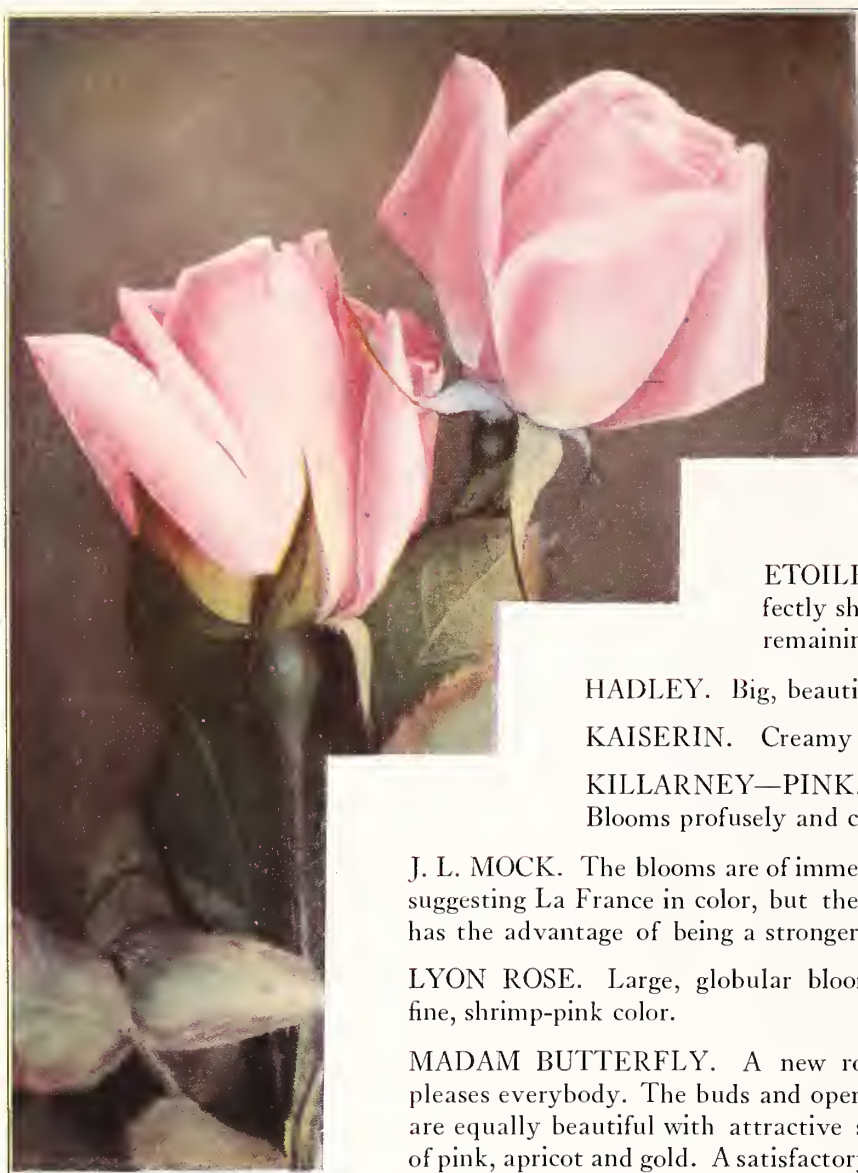 ETOILE
fectly sh
remainin
HADLEY. Big, beauti
KAISERIN. Creamy
KILLARNEY—PINK.
Blooms profusely and c
J. L. MOCK. The blooms are of imme
suggesting La France in color, but the
has the advantage of being a stronger
LYON ROSE. Large, globular bloom
fine, shrimp-pink color.
MADAM BUTTERFLY. A new ro
pleases everybody. The buds and open
are equally beautiful with attractive s
of pink, apricot and gold. A satisfactor